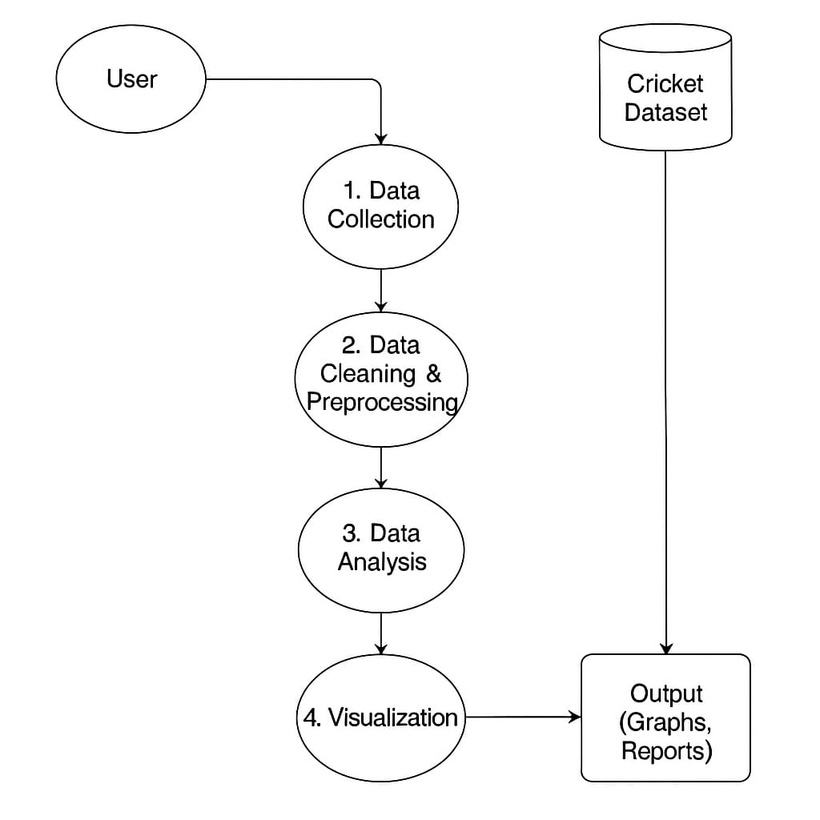 User
Cricket
Dataset
1. Data
Collection
2. Data
Cleaning &
Preprocessing
3. Data
Analysis
4. Visualization
Output
(Graphs,
Reports)